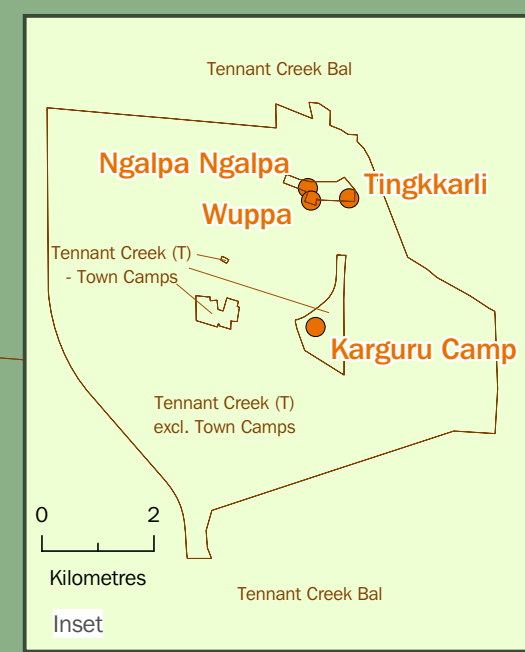 Tennant Creek Bal
Ngalpa Ngalpa
Tingkkarli
Wuppa
Tennant Creek (T)
- Town Camps
Karguru Camp
Tennant Creek (T)
excl. Town Camps
0 2
Kilometres
Tennant Creek Bal
Inset